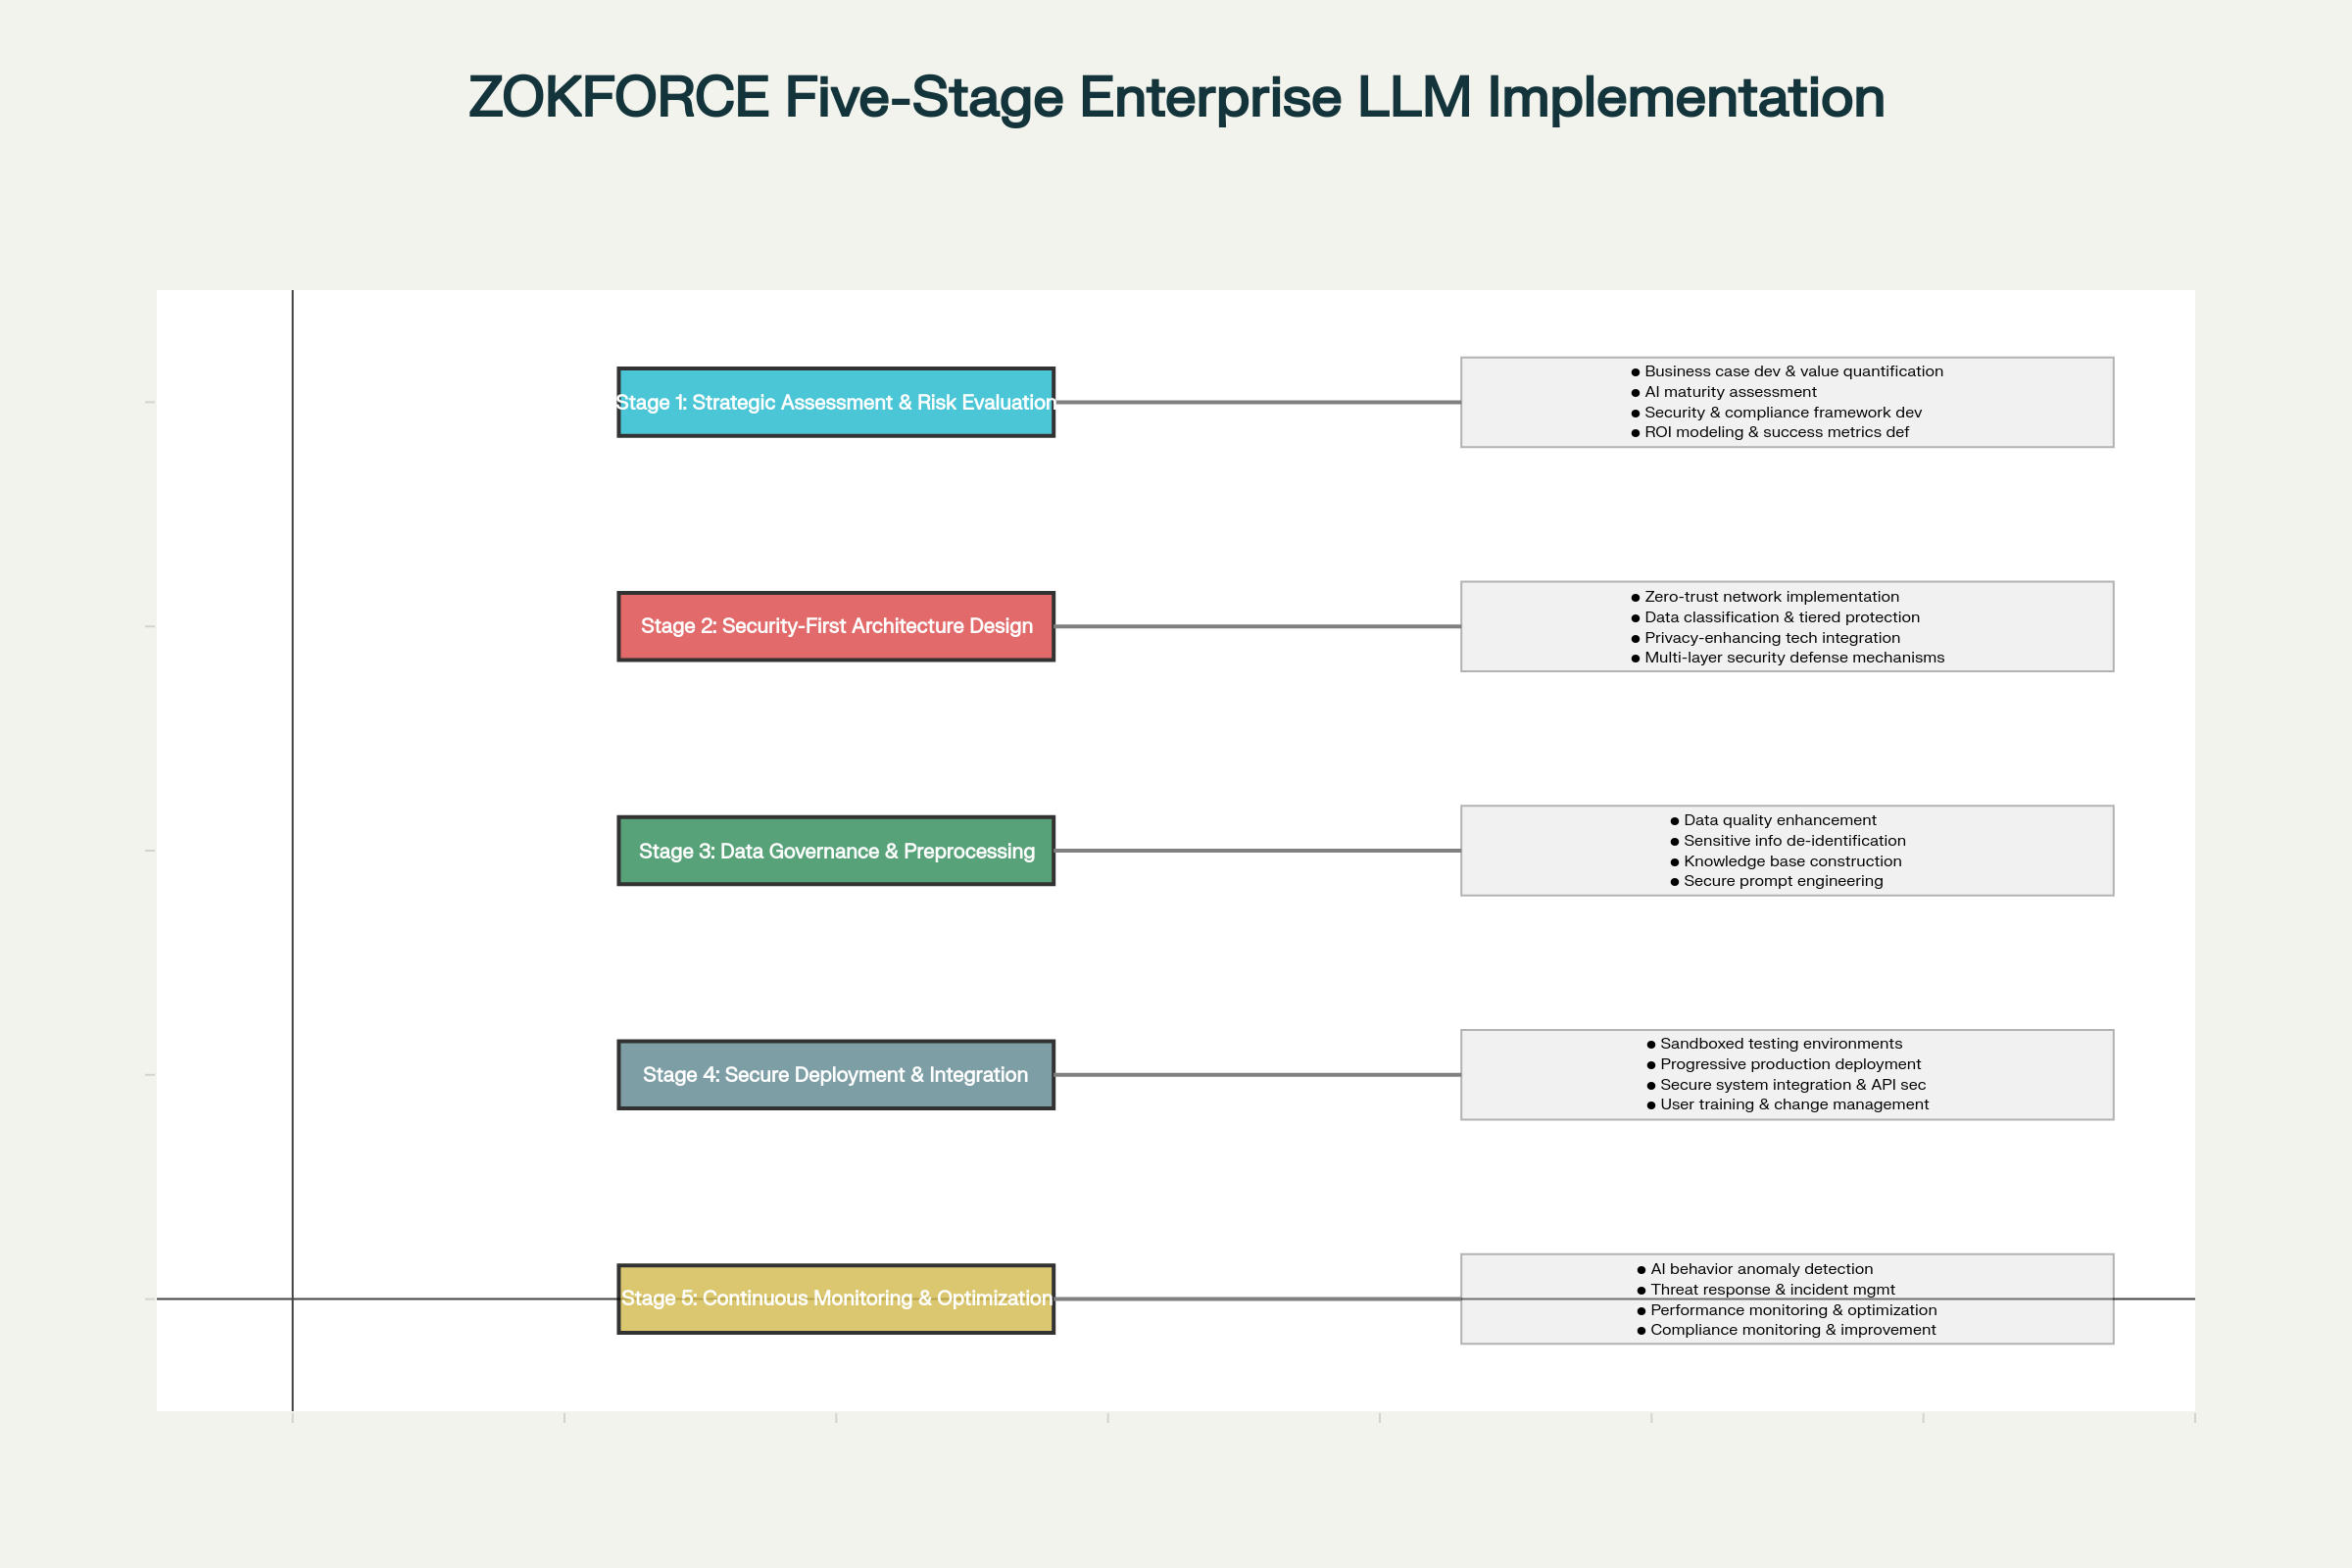 ZOKFORCE Five-Stage Enterprise LLM Implementation
Stage 1: Strategic Assessment & Risk Evaluation
● Business case dev & value quantification
● AI maturity assessment
● Security & compliance framework dev
● ROI modeling & success metrics def
Stage 2: Security-First Architecture Design
● Zero-trust network implementation
● Data classification & tiered protection
● Privacy-enhancing tech integration
● Multi-layer security defense mechanisms
Stage 3: Data Governance & Preprocessing
● Data quality enhancement
● Sensitive info de-identification
● Knowledge base construction
● Secure prompt engineering
Stage 4: Secure Deployment & Integration
● Sandboxed testing environments
● Progressive production deployment
● Secure system integration & API sec
● User training & change management
Stage 5: Continuous Monitoring & Optimization
● AI behavior anomaly detection
● Threat response & incident mgmt
● Performance monitoring & optimization
● Compliance monitoring & improvement